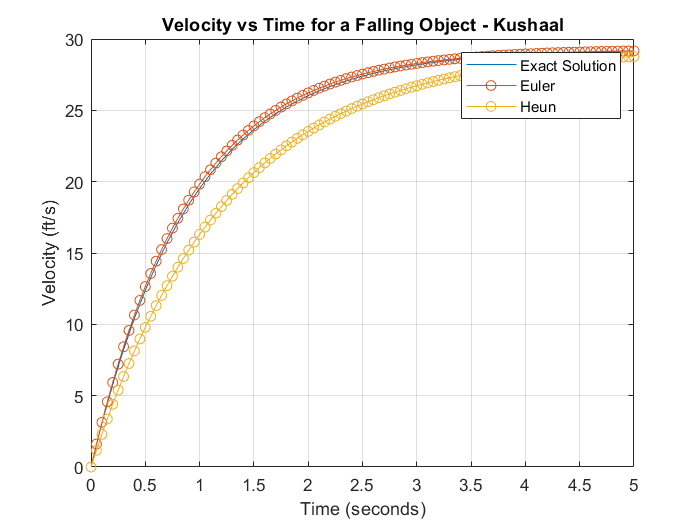 Velocity vs Time for a Falling Object - Kushaal
30
25
20
15
10
5
0
Velocity (ft/s)
Exact Solution
Euler
Heun
0 0.5 1 1.5 2 2.5 3 3.5 4 4.5 5
Time (seconds)